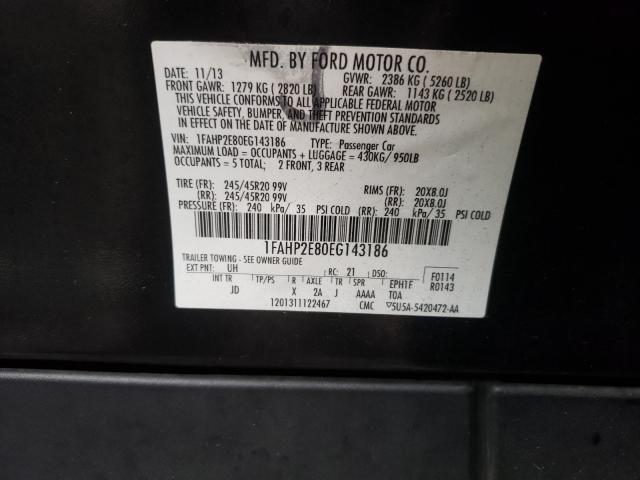 MFD. BY FORD MOTOR CO.
DATE: 11/13 GVWR: 2386 KG ( 5260 LB)
FRONT GAWR: 1279 KG ( 2820 LB) REAR GAWR: 1143 KG ( 2520 LB)
THIS VEHICLE CONFORMS TO ALL APPLICABLE FEDERAL MOTOR
VEHICLE SAFETY, BUMPER, AND THEFT PREVENTION STANDARDS
IN EFFECT ON THE DATE OF MANUFACTURE SHOWN ABOVE.
VIN: 1FAHP2E80EG143186 TYPE: Passenger Car
MAXIMUM LOAD = OCCUPANTS + LUGGAGE = 430KG/ 950LB
OCCUPANTS = 5 TOTAL; 2 FRONT, 3 REAR
TIRE (FR): 245/45R20 99V RIMS (FR): 20X8.0J
(RR): 245/45R20 99V (RR): 20X8.0J
PRESSURE (FR): 240 kPa/ 35 PSI COLD (RR): 240 kPa/ 35 PSI COLD
1FAHP2E80EG143186
TRAILER TOWING - SEE OWNER GUIDE
EXT PNT: UH RC: 21 DSO: F0114
INT TR TP/PS R AXLE TR SPR EPH1F R0143
JD X 2A J AAAA TOA
1201311122467 CMC 5U5A-5420472-AA